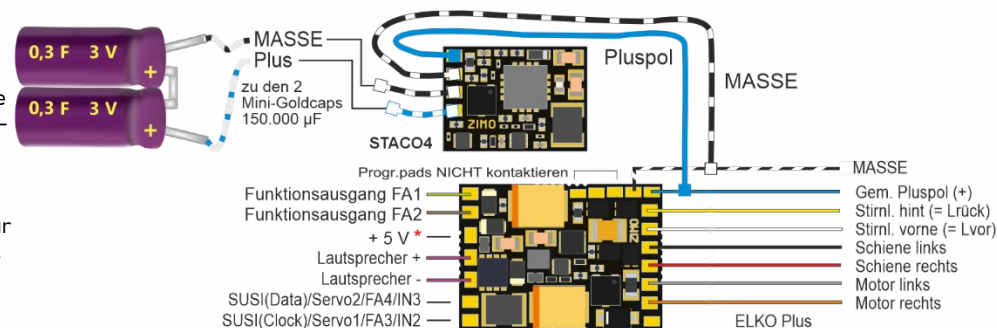 0,3 F 3 V
+
0,3 F 3 V
+
MASSE
Plus
zu den 2
Mini-Goldcaps
150.000 µF
ZIMO
STACO4
Pluspol
MASSE
Progr.pads NICHT kontaktieren
Funktionsausgang FA1
Funktionsausgang FA2
+ 5 V *
Lautsprecher +
Lautsprecher -
SUSI(Data)/Servo2/FA4/IN3
SUSI(Clock)/Servo1/FA3/IN2
ZIMO
MASSE
Gem. Pluspol (+)
Stirnl. hint (= Lrück)
Stirnl. vorne (= Lvor)
Schiene links
Schiene rechts
Motor links
Motor rechts
ELKO Plus